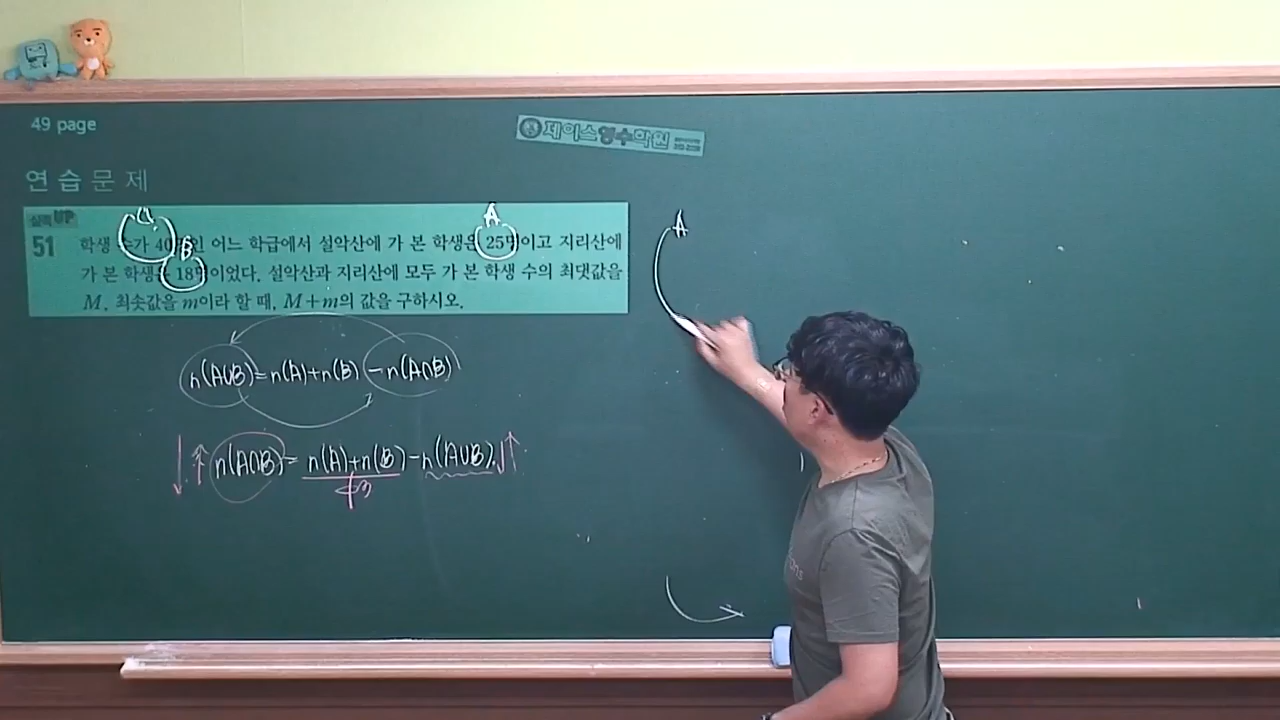 49 page
제이스영수학원
연습문제
실력UP
U
A
B
51 학생 수가 40명인 어느 학급에서 설악산에 가 본 학생은 25명이고 지리산에
가 본 학생은 18명이었다. 설악산과 지리산에 모두 가 본 학생 수의 최댓값을
M, 최솟값을 m이라 할 때, M+m의 값을 구하시오.
n(A∪B)=n(A)+n(B)-n(A∩B)
n(A∩B)=n(A)+n(B)-n(A∪B).
43
A